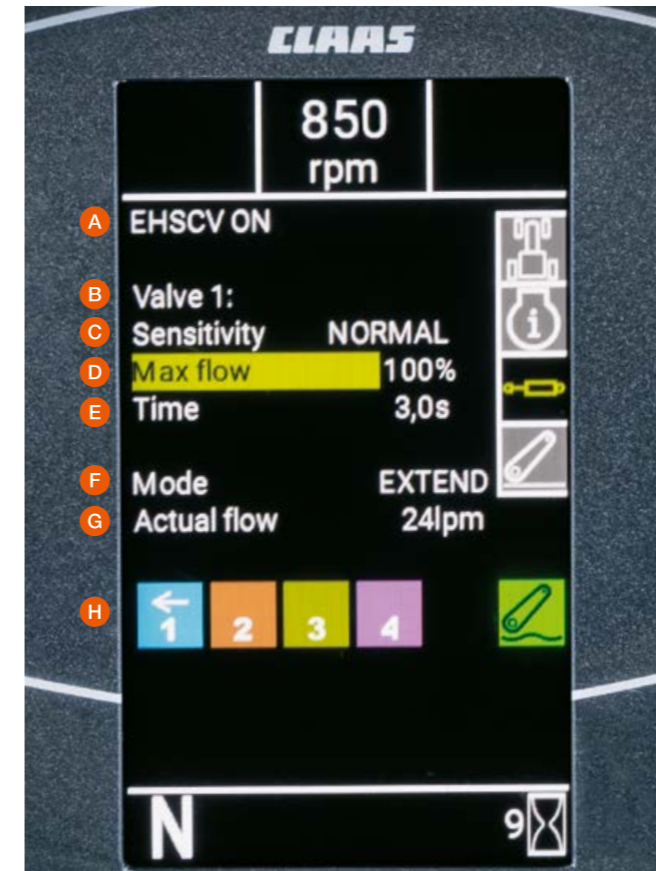 CLAAS
850
rpm
A EHSCV ON
B Valve 1:
C Sensitivity NORMAL
D Max flow 100%
E Time 3,0s
F Mode EXTEND
G Actual flow 24lpm
H 1 2 3 4
N 9
i